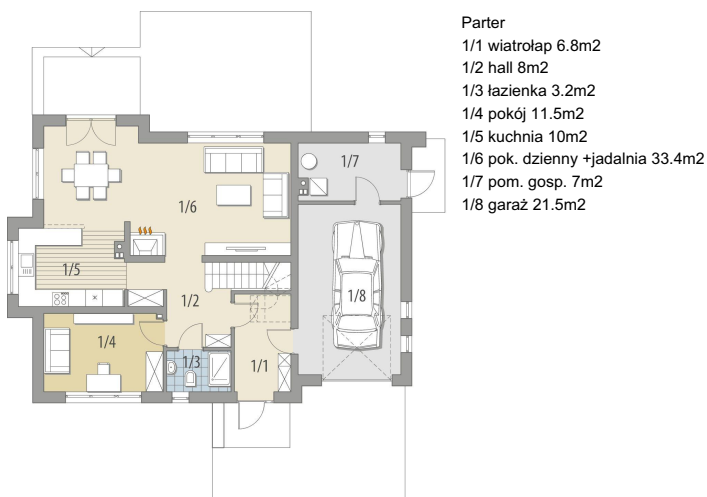 Parter
1/1 wiatrołap 6.8m2
1/2 hall 8m2
1/3 łazienka 3.2m2
1/4 pokój 11.5m2
1/5 kuchnia 10m2
1/6 pok. dzienny +jadalnia 33.4m2
1/7 pom. gosp. 7m2
1/8 garaż 21.5m2
1/7
1/6
1/5
1/2
1/8
1/4
1/3
1/1